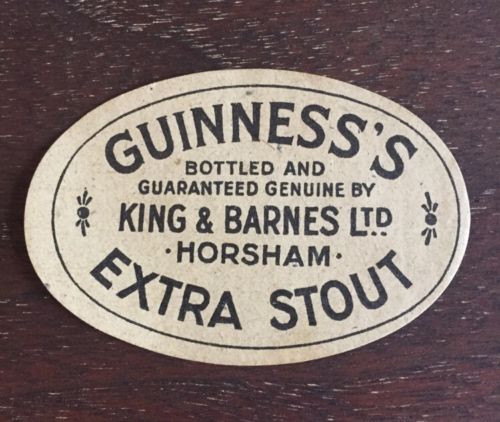 GUINNESS'S
BOTTLED AND
GUARANTEED GENUINE BY
KING & BARNES LTD
·HORSHAM·
EXTRA STOUT